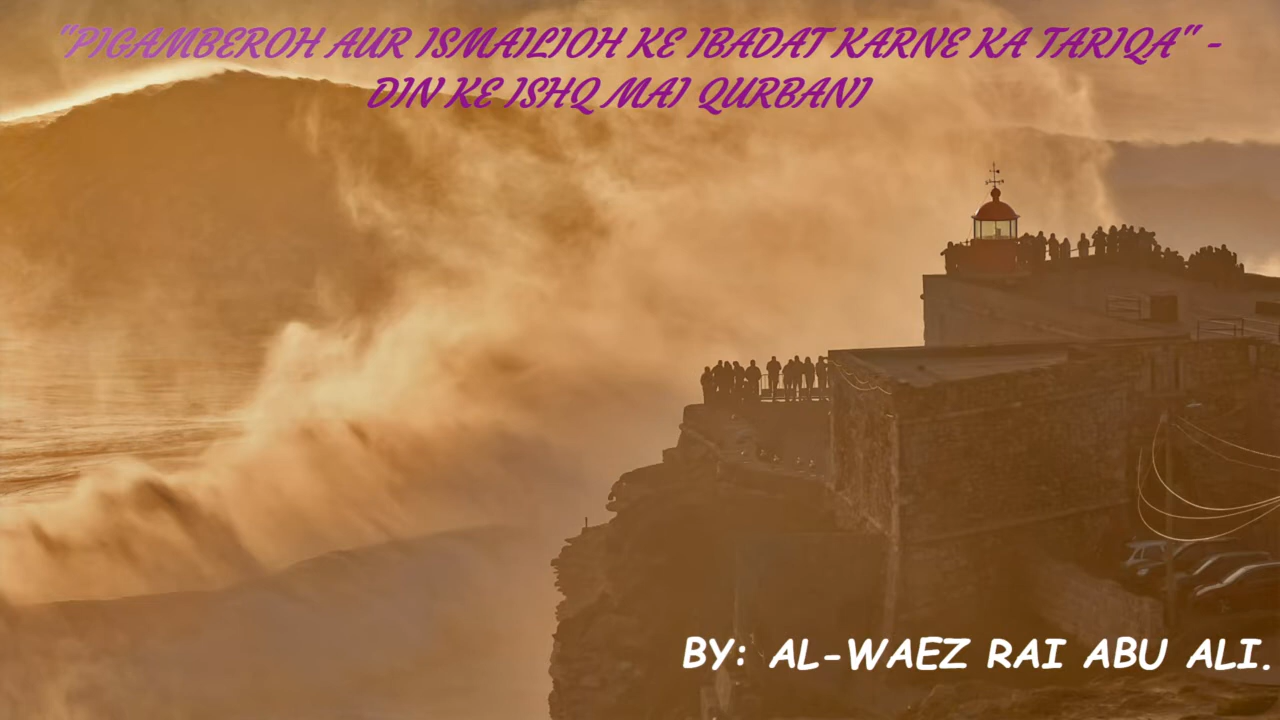 "PIGAMBEROH AUR ISMAILIOH KE IBADAT KARNE KA TARIQA" -
DIN KE ISHQ MAI QURBANI
BY: AL-WAEZ RAI ABU ALI.